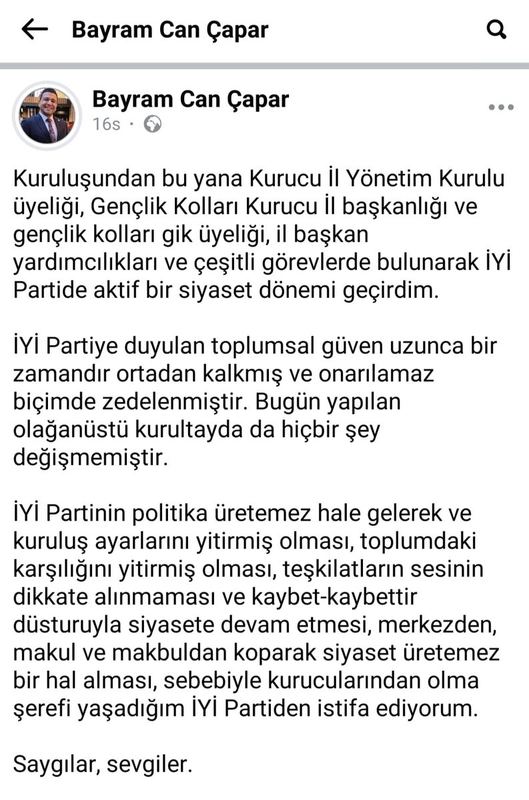 Bayram Can Çapar
Bayram Can Çapar
16s ·
Kuruluşundan bu yana Kurucu İl Yönetim Kurulu
üyeliği, Gençlik Kolları Kurucu İl başkanlığı ve
gençlik kolları gik üyeliği, il başkan
yardımcılıkları ve çeşitli görevlerde bulunarak İYİ
Partide aktif bir siyaset dönemi geçirdim.
İYİ Partiye duyulan toplumsal güven uzunca bir
zamandır ortadan kalkmış ve onarılamaz
biçimde zedelenmiştir. Bugün yapılan
olağanüstü kurultayda da hiçbir şey
değişmemiştir.
İYİ Partinin politika üretemez hale gelerek ve
kuruluş ayarlarını yitirmiş olması, toplumdaki
karşılığını yitirmiş olması, teşkilatların sesinin
dikkate alınmaması ve kaybet-kaybettir
düsturuyla siyasete devam etmesi, merkezden,
makul ve makbuldan koparak siyaset üretemez
bir hal alması, sebebiyle kurucularından olma
şerefi yaşadığım İYİ Partiden istifa ediyorum.
Saygılar, sevgiler.